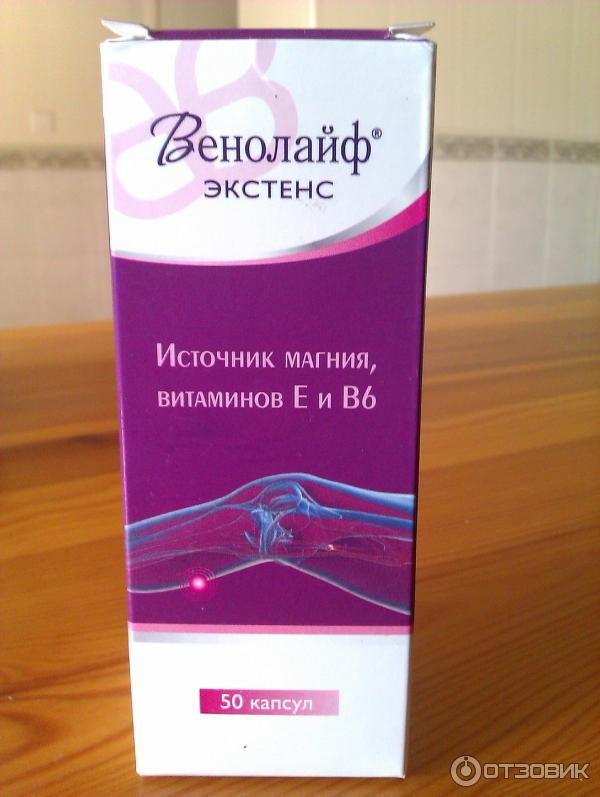 Венолайф®
ЭКСТЕНС
Источник магния,
витаминов Е и В6
50 капсул
ОТЗОВИК